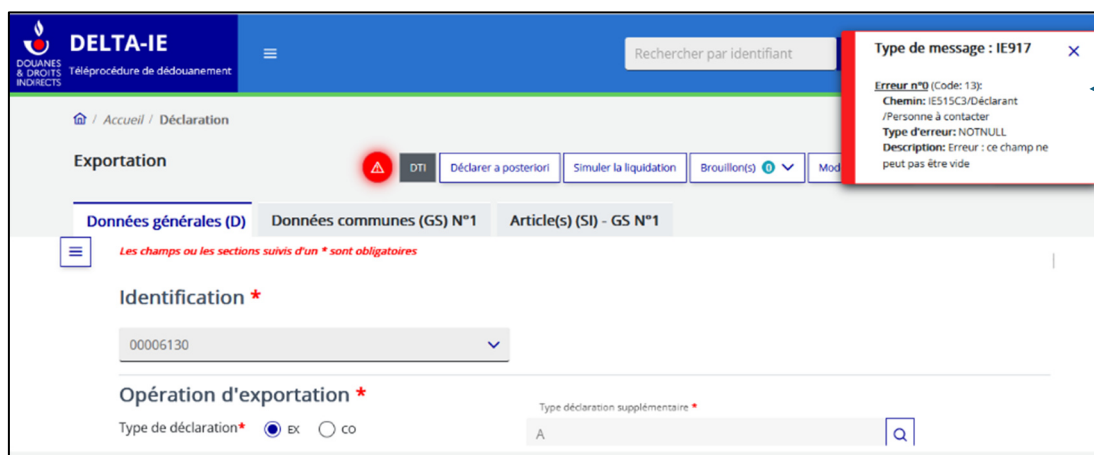 DOUANES
& DROITS
INDIRECTS
DELTA-IE
Téléprocédure de dédouanement
Rechercher par identifiant
Type de message : IE917
Erreur n°0 (Code: 13):
Chemin: IE515C3/Déclarant
/Personne à contacter
Type d'erreur: NOTNULL
Description: Erreur : ce champ ne
peut pas être vide
/ Accueil / Déclaration
Exportation
DTI
Déclarer a posteriori
Simuler la liquidation
Brouillon(s) 0
Mod
Données générales (D)
Données communes (GS) N°1
Article(s) (SI) - GS N°1
Les champs ou les sections suivis d'un * sont obligatoires
Identification *
00006130
Opération d'exportation *
Type déclaration supplémentaire *
Type de déclaration* EX CO
A